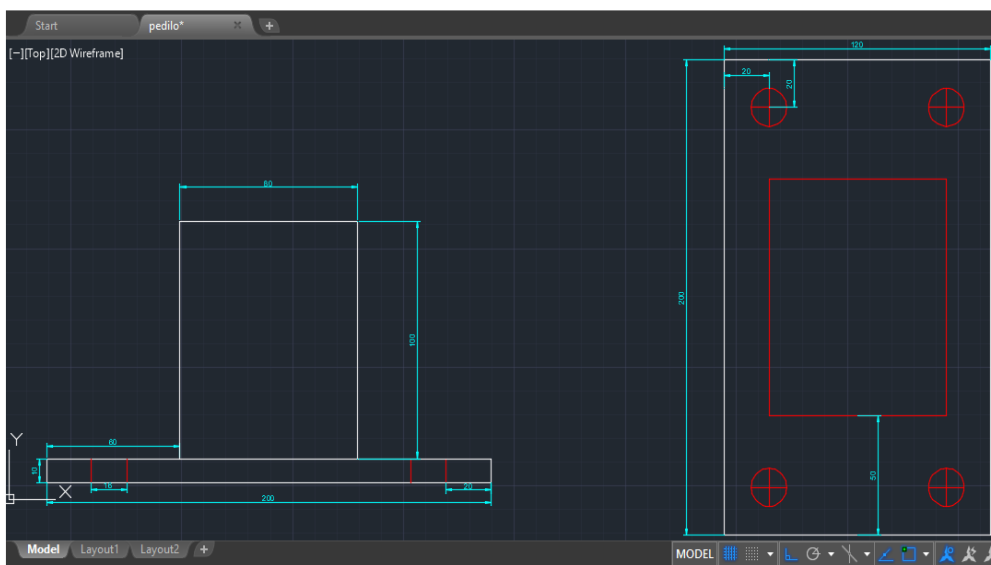 Start pedilo* × +
[−][Top][2D Wireframe]
120
20
20
80
200
100
60
Y
10
X
16
20
200
50
Model Layout1 Layout2 +
MODEL